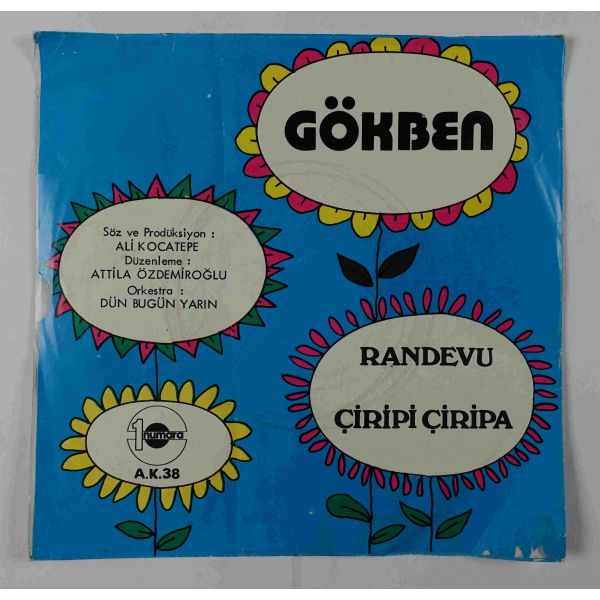 GÖKBEN
Söz ve Prodüksiyon :
ALİ KOCATEPE
Düzenleme :
ATTİLA ÖZDEMİROĞLU
Orkestra :
DÜN BUGÜN YARIN
RANDEVU
ÇİRİPİ ÇİRİPA
1 numara
A.K.38